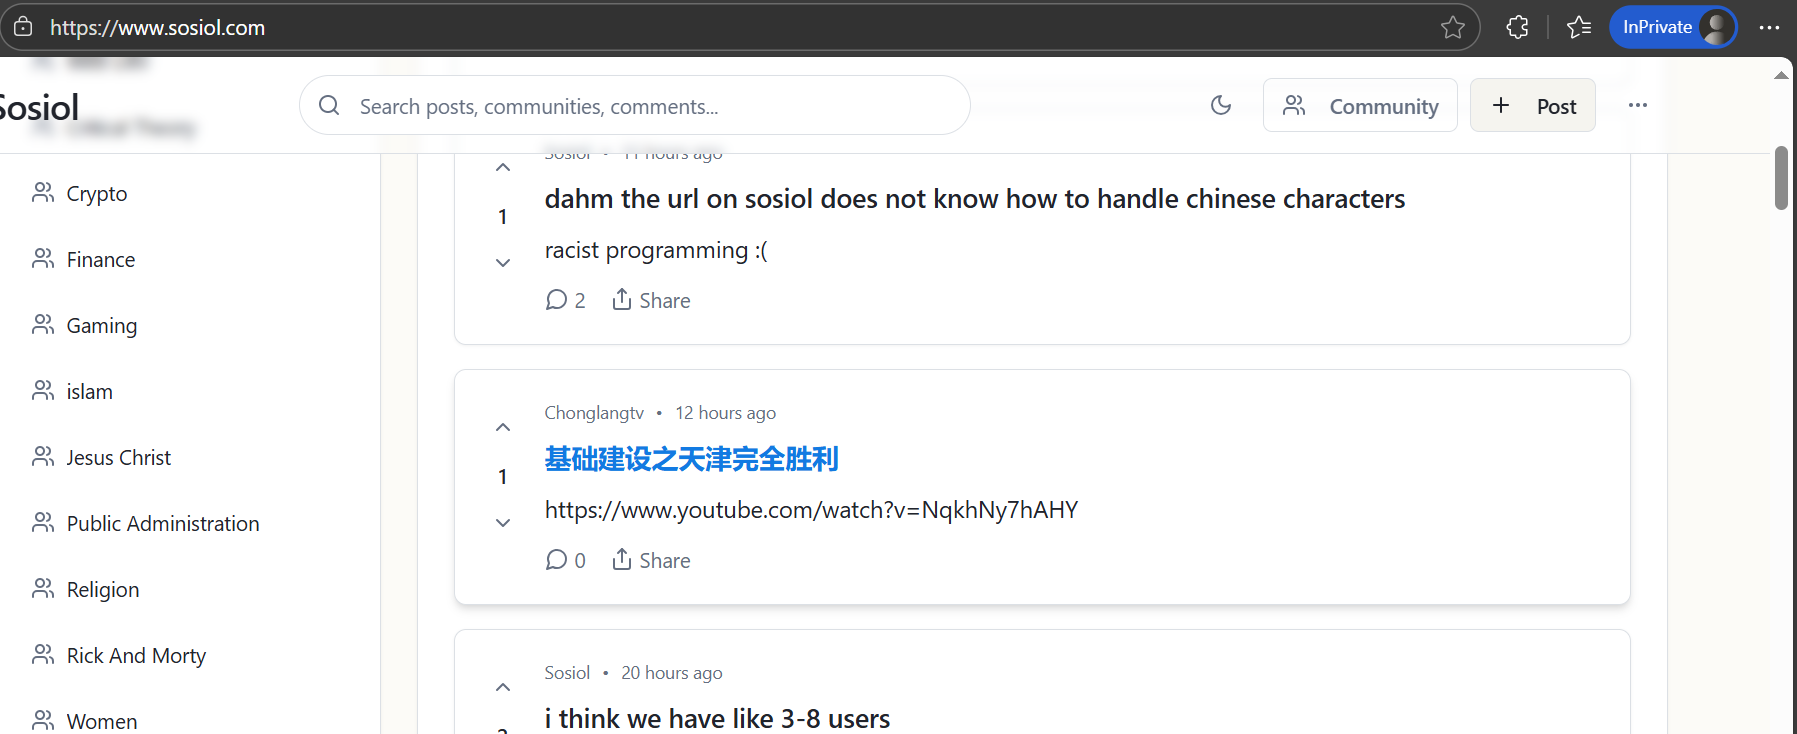 https://www.sosiol.com
InPrivate
Sosiol
Search posts, communities, comments...
Community
Post
Critical Theory
Crypto
Finance
Gaming
islam
Jesus Christ
Public Administration
Religion
Rick And Morty
Women
Sosiol • 11 hours ago
dahm the url on sosiol does not know how to handle chinese characters
1
racist programming :(
2
Share
Chonglangtv • 12 hours ago
基础建设之天津完全胜利
1
https://www.youtube.com/watch?v=NqkhNy7hAHY
0
Share
Sosiol • 20 hours ago
i think we have like 3-8 users